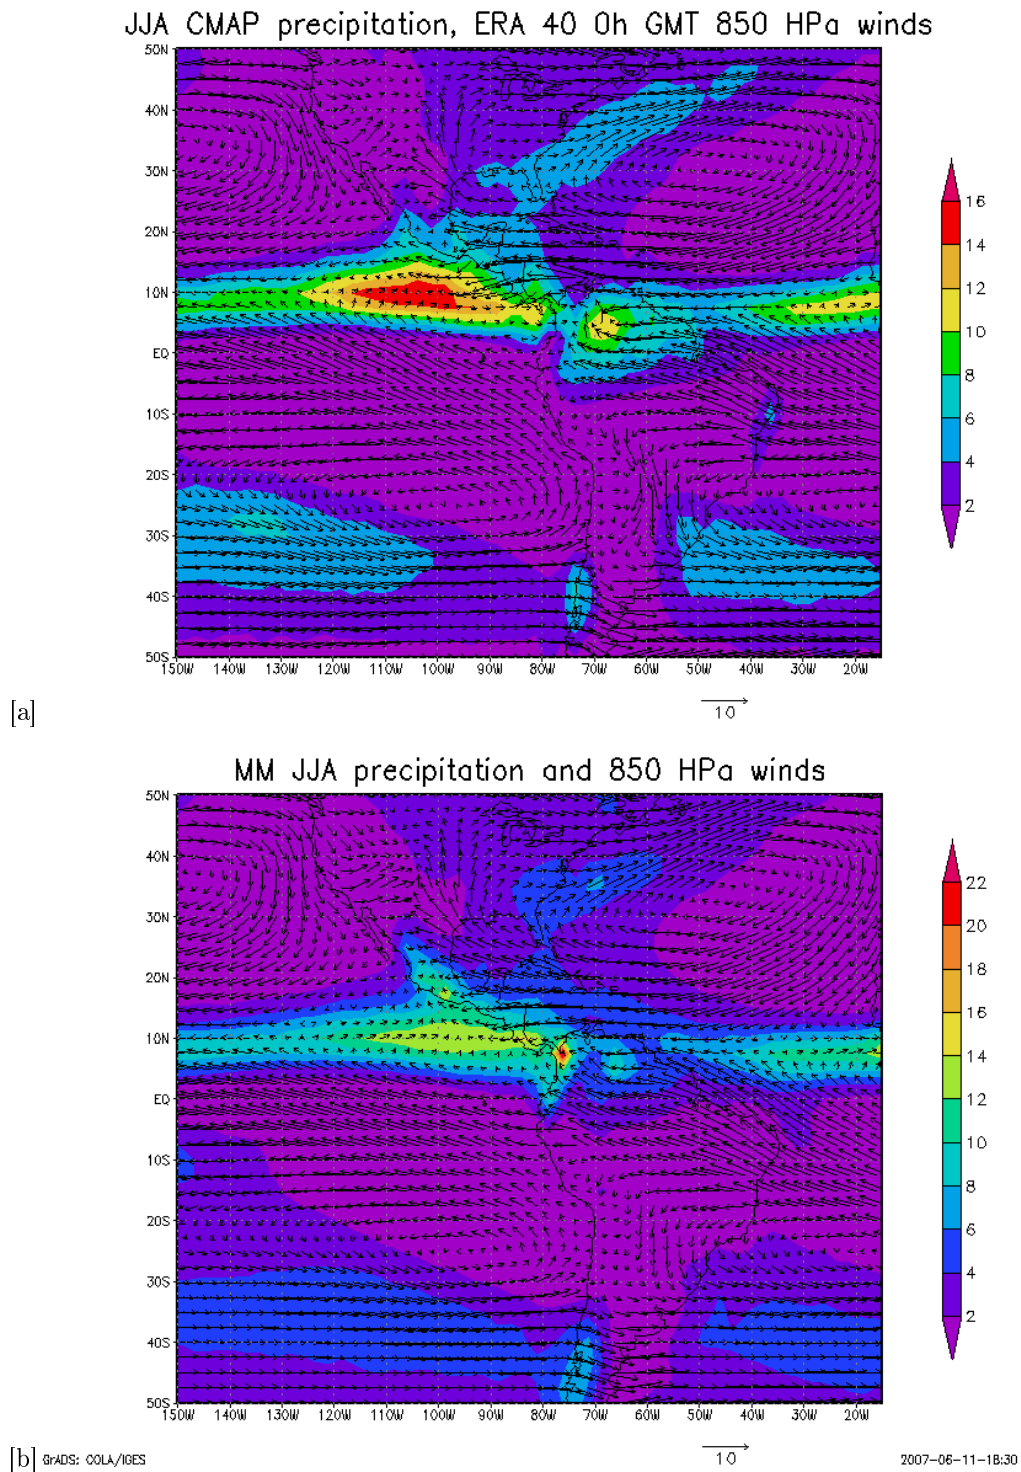 JJA CMAP precipitation, ERA 40 0h GMT 850 HPa winds
50N
40N
30N
20N
10N
EQ
10S
20S
30S
40S
50S
150W 140W 130W 120W 110W 100W 90W 80W 70W 60W 50W 40W 30W 20W
16
14
12
10
8
6
4
2
10
[a]
MM JJA precipitation and 850 HPa winds
50N
40N
30N
20N
10N
EQ
10S
20S
30S
40S
50S
150W 140W 130W 120W 110W 100W 90W 80W 70W 60W 50W 40W 30W 20W
22
20
18
16
14
12
10
8
6
4
2
10
[b] GrADS: COLA/IGES 2007-06-11-18:30